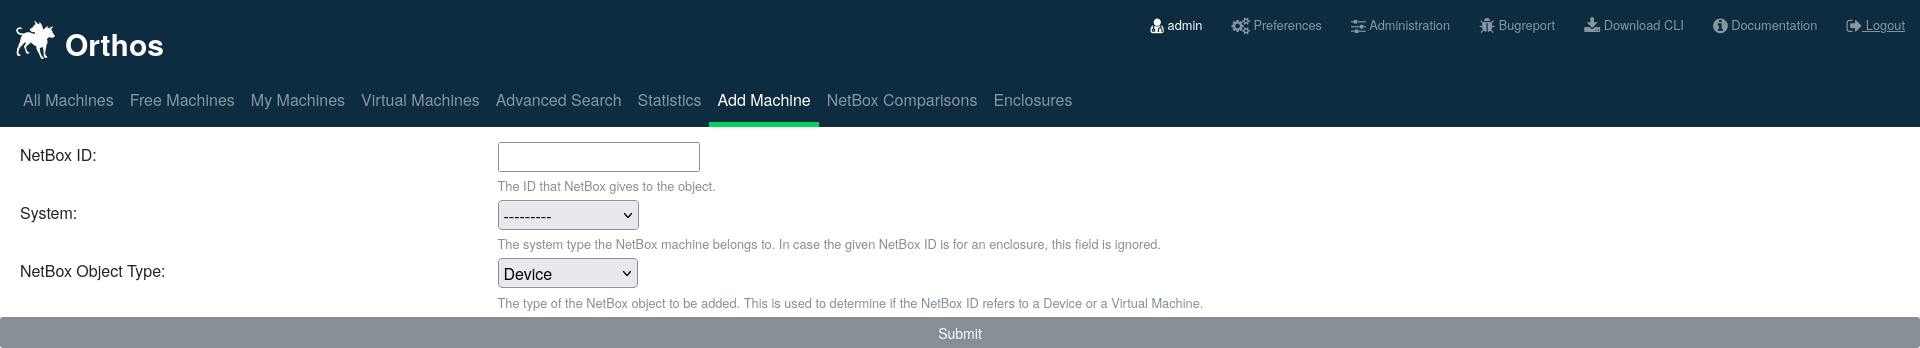 admin Preferences Administration Bugreport Download CLI Documentation Logout
Orthos
All Machines Free Machines My Machines Virtual Machines Advanced Search Statistics Add Machine NetBox Comparisons Enclosures
NetBox ID:
The ID that NetBox gives to the object.
System: ---------
The system type the NetBox machine belongs to. In case the given NetBox ID is for an enclosure, this field is ignored.
NetBox Object Type: Device
The type of the NetBox object to be added. This is used to determine if the NetBox ID refers to a Device or a Virtual Machine.
Submit